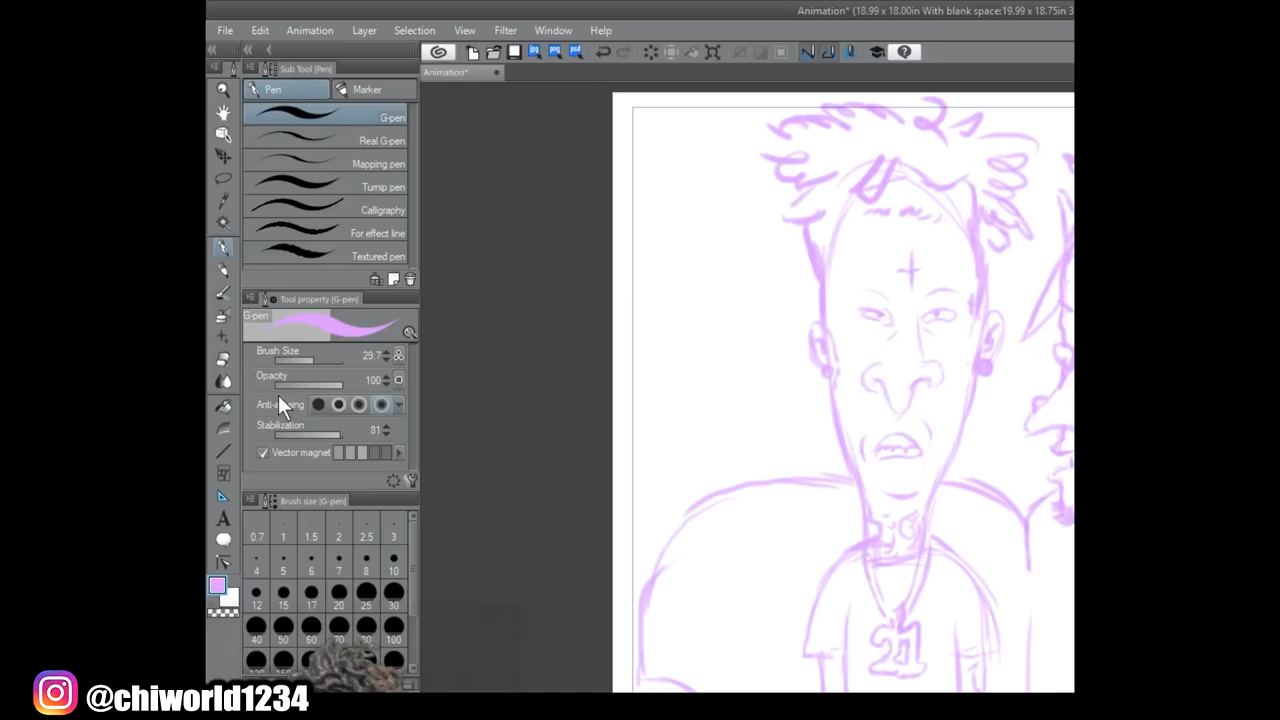 Animation* (18.99 x 18.00in With blank space:19.99 x 18.75in 3
File Edit Animation Layer Selection View Filter Window Help
Animation*
Sub Tool [Pen]
Pen Marker
G-pen
Real G-pen
Mapping pen
Turnip pen
Calligraphy
For effect line
Textured pen
Tool property [G-pen]
G-pen
Brush Size 29.7
Opacity 100
Stabilization 81
Vector magnet
Brush size [G-pen]
0.7 1 1.5 2 2.5 3
4 5 6 7 8 10
12 15 17 20 25 30
40 50 60 70 80 100
21
@chiworld1234